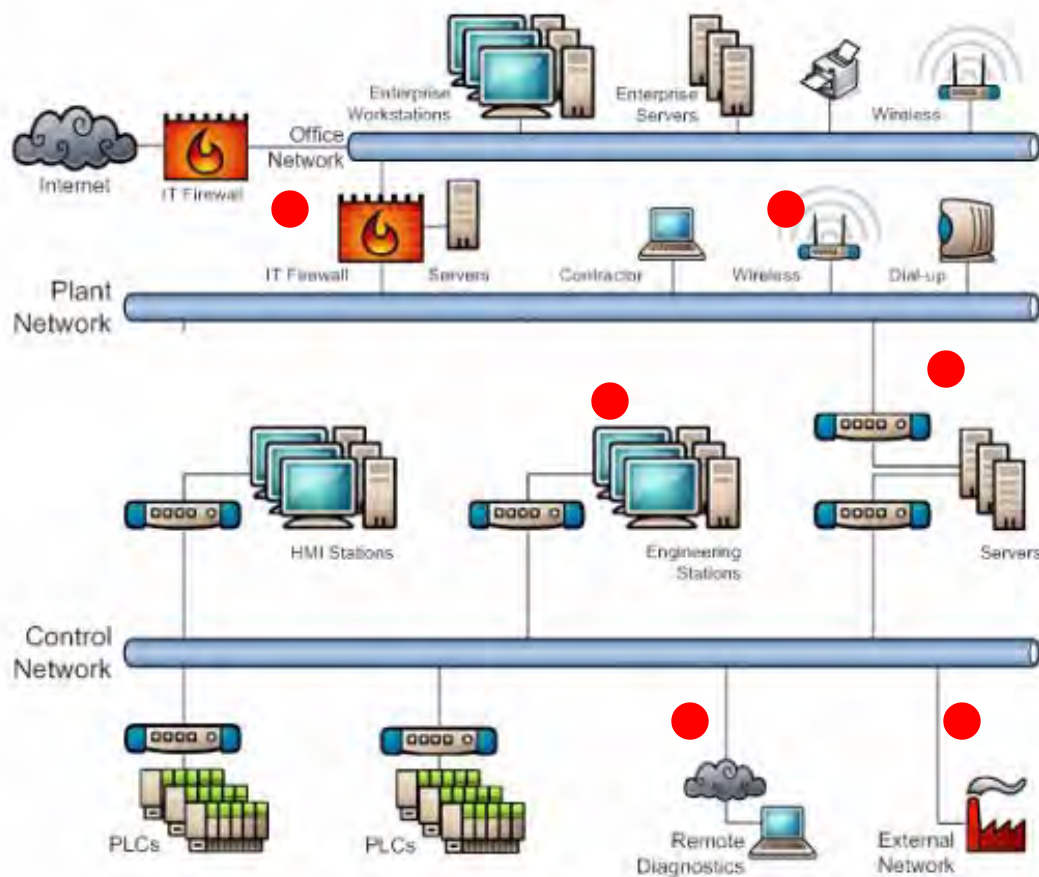 Enterprise
Workstations
Enterprise
Servers
Wireless
Office
Network
Internet
IT Firewall
IT Firewall
Servers
Contractor
Wireless
Dial-up
Plant
Network
HMI Stations
Engineering
Stations
Servers
Control
Network
PLCs
PLCs
Remote
Diagnostics
External
Network